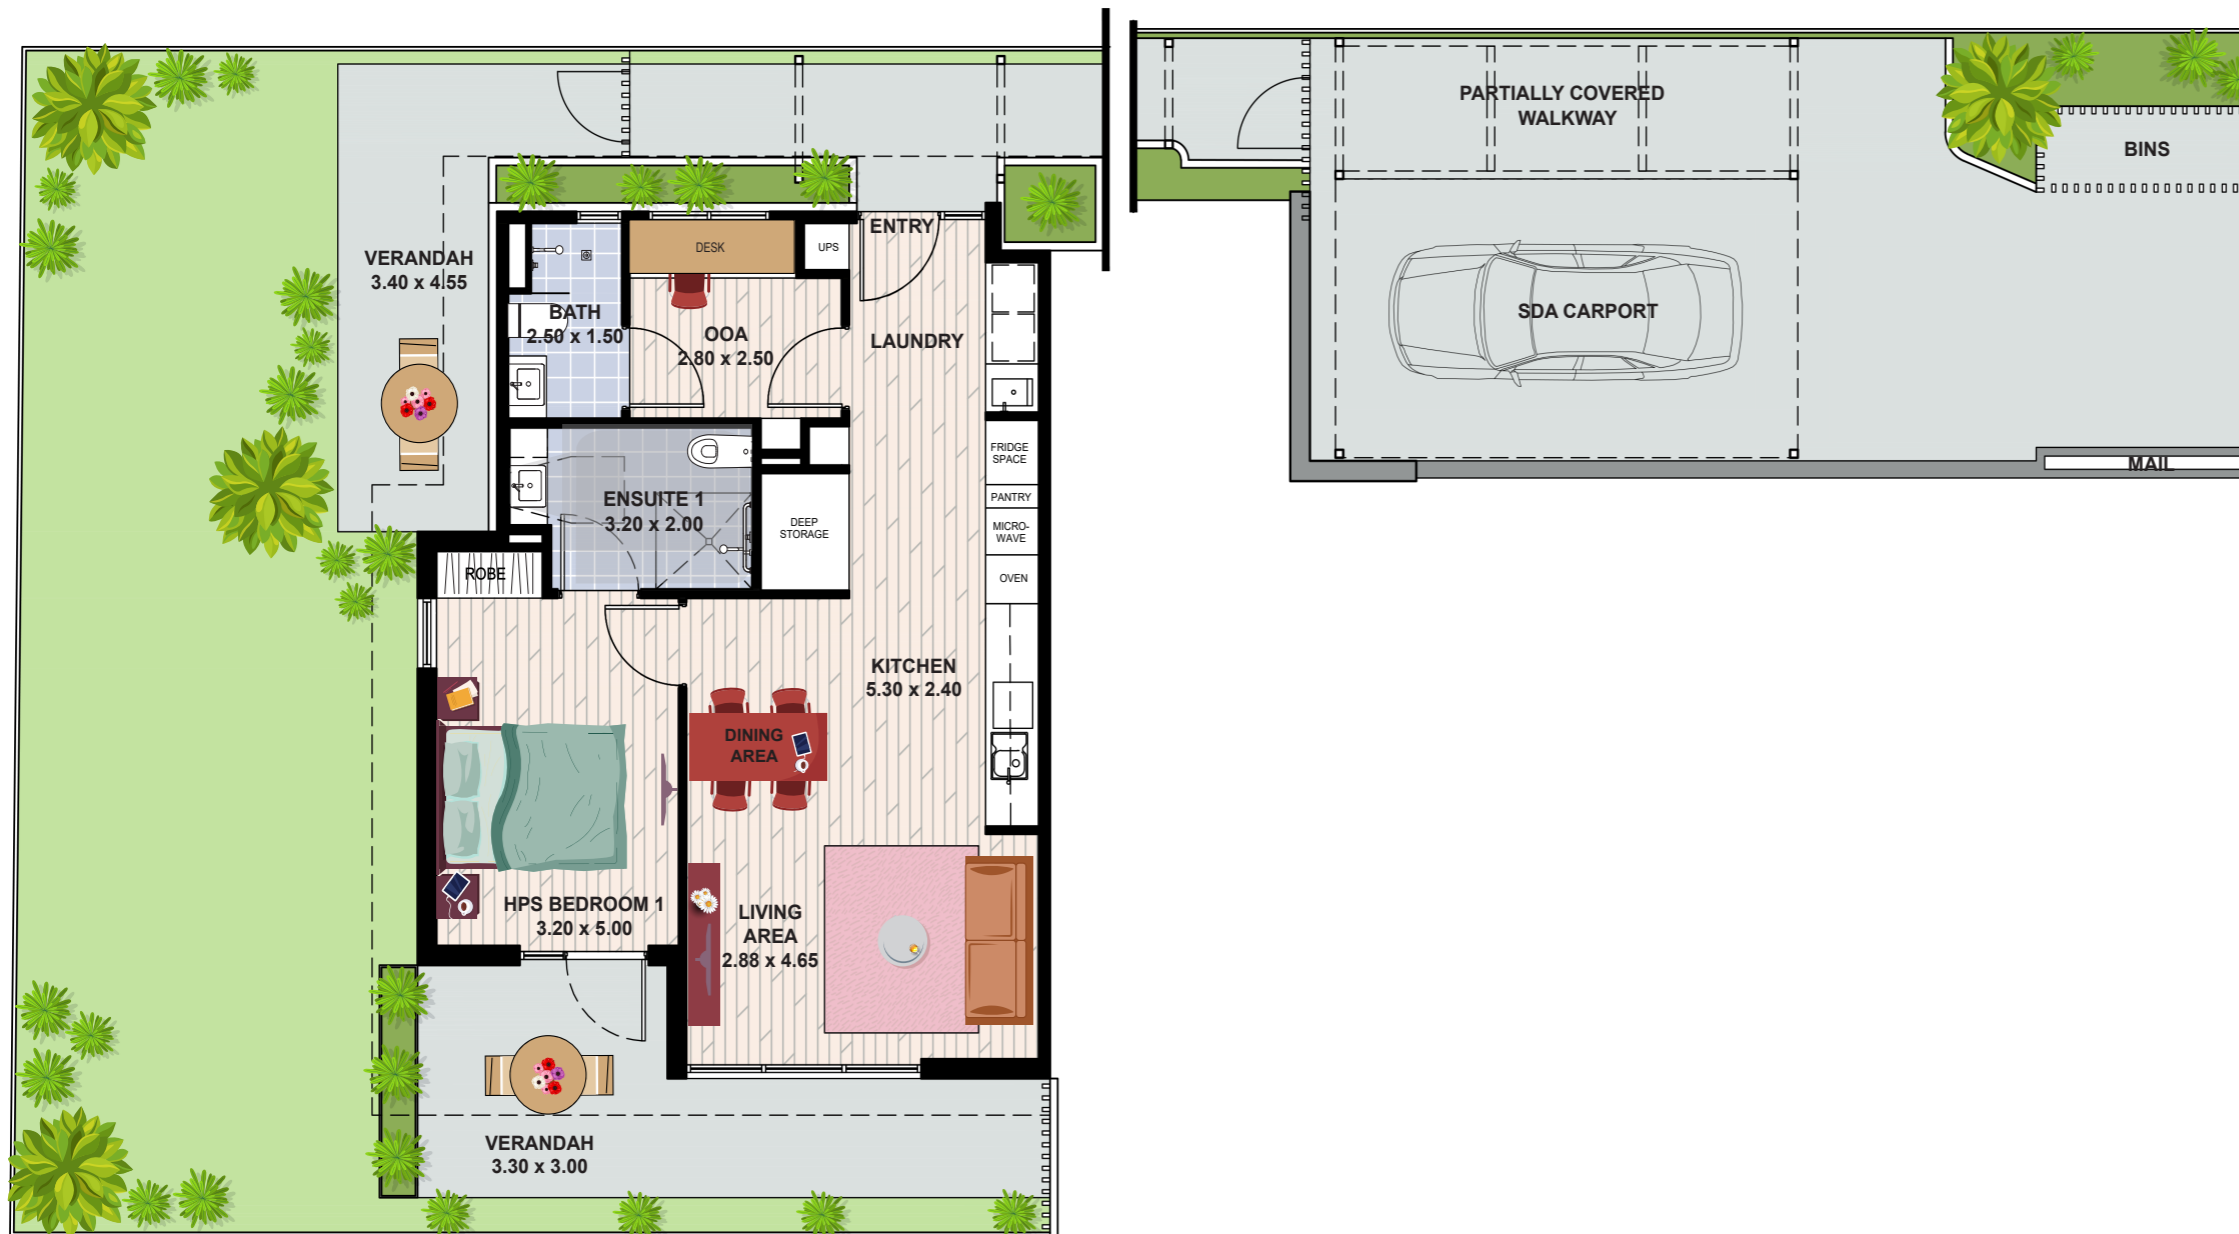 PARTIALLY COVERED
WALKWAY
BINS
SDA CARPORT
MAIL
ENTRY
DESK
UPS
VERANDAH
3.40 x 4.55
BATH
2.50 x 1.50
OOA
2.80 x 2.50
LAUNDRY
FRIDGE
SPACE
PANTRY
MICRO-
WAVE
OVEN
ENSUITE 1
3.20 x 2.00
DEEP
STORAGE
ROBE
KITCHEN
5.30 x 2.40
DINING
AREA
HPS BEDROOM 1
3.20 x 5.00
LIVING
AREA
2.88 x 4.65
VERANDAH
3.30 x 3.00